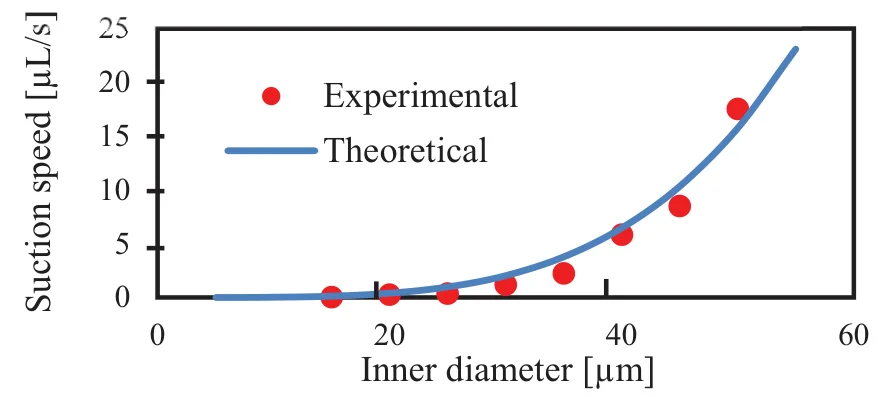 Suction speed [µL/s]
25
20
15
10
5
0
Experimental
Theoretical
0 20 40 60
Inner diameter [µm]